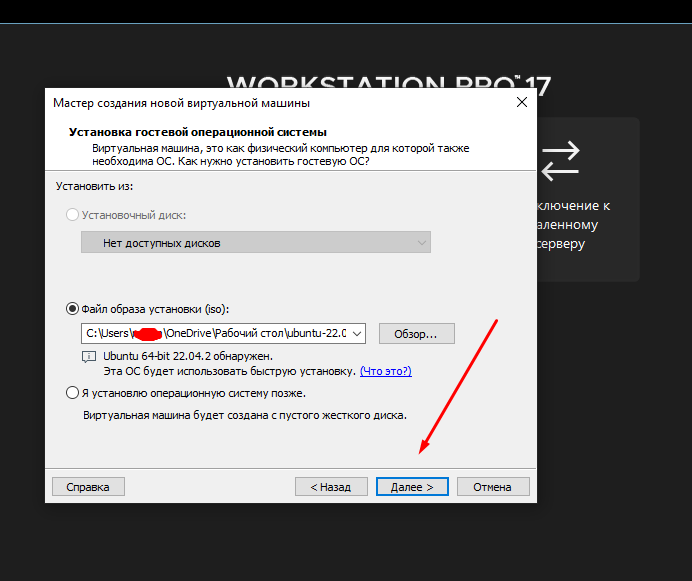 WORKSTATION PRO™ 17
Мастер создания новой виртуальной машины
Установка гостевой операционной системы
Виртуальная машина, это как физический компьютер для которой также
необходима ОС. Как нужно установить гостевую ОС?
Установить из:
Установочный диск:
Нет доступных дисков
ключение к
аленному
серверу
Файл образа установки (iso):
C:\Users\ \OneDrive\Рабочий стол\ubuntu-22.0
Обзор...
Ubuntu 64-bit 22.04.2 обнаружен.
Эта ОС будет использовать быструю установку. (Что это?)
Я установлю операционную систему позже.
Виртуальная машина будет создана с пустого жесткого диска.
Справка
< Назад
Далее >
Отмена